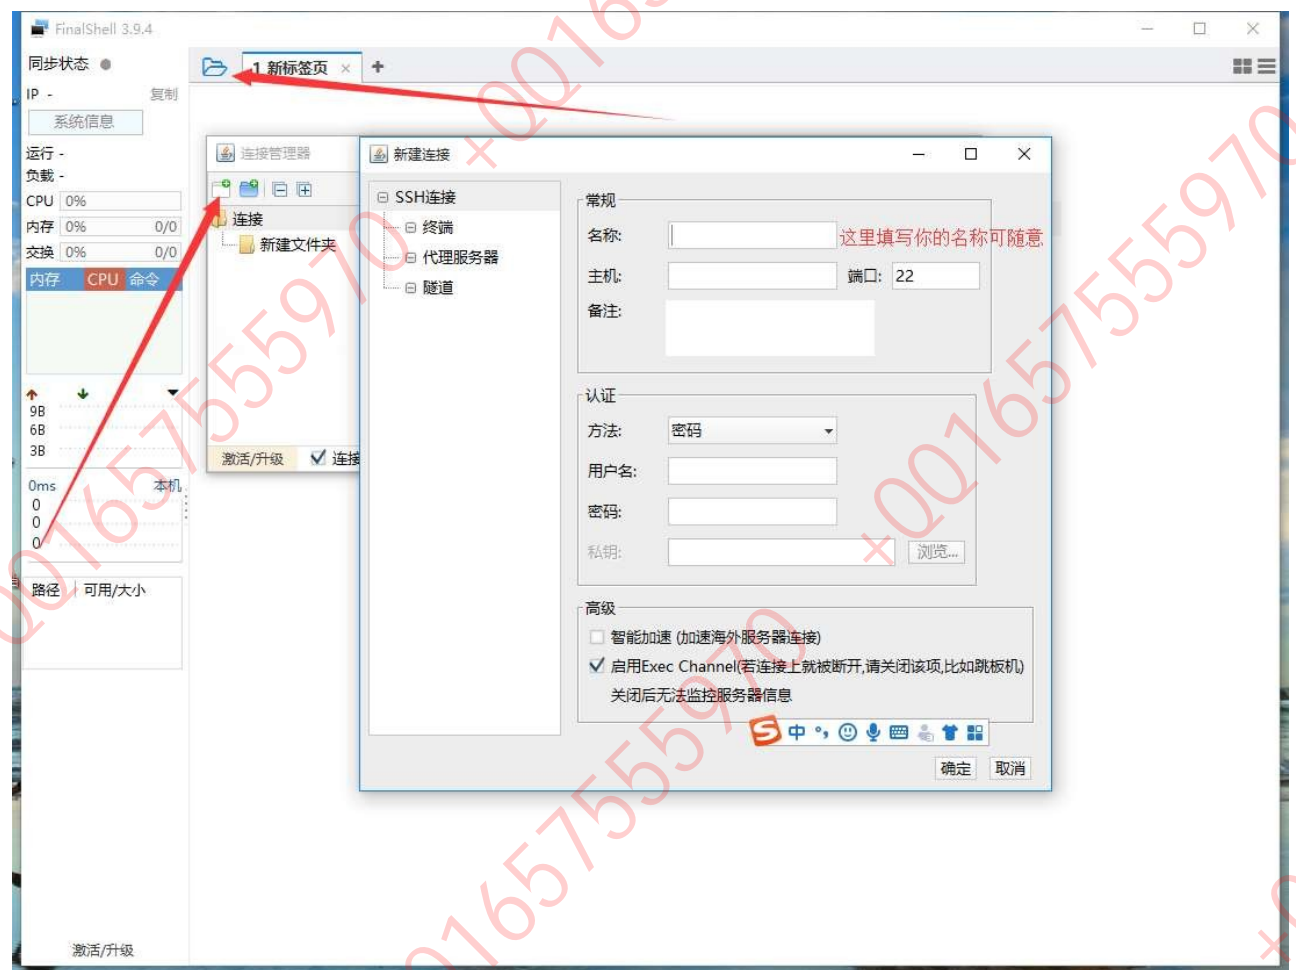 FinalShell 3.9.4
同步状态
1 新标签页
IP -
复制
系统信息
运行 -
负载 -
CPU 0%
内存 0% 0/0
交换 0% 0/0
内存 CPU 命令
9B
6B
3B
0ms 本机
0
0
0
路径 可用/大小
激活/升级
连接管理器
连接
新建文件夹
激活/升级 连接
新建连接
SSH连接
终端
代理服务器
隧道
常规
名称: 这里填写你的名称可随意
主机: 端口: 22
备注:
认证
方法: 密码
用户名:
密码:
私钥: 浏览...
高级
智能加速 (加速海外服务器连接)
启用Exec Channel(若连接上就被断开,请关闭该项,比如跳板机)
关闭后无法监控服务器信息
S 中
确定 取消
+QQ1657555970
+QQ1657555970
+QQ1657555970